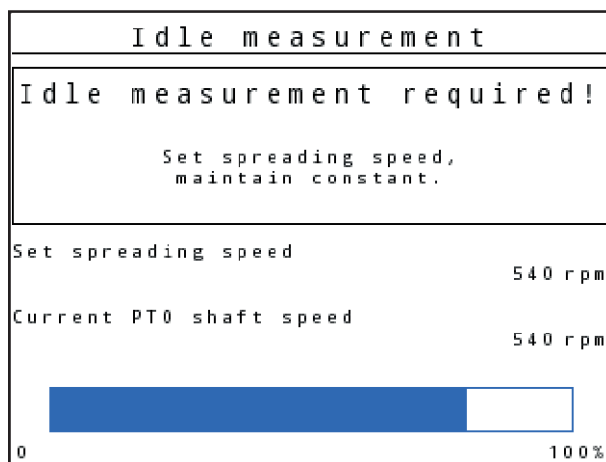 Idle measurement
Idle measurement required!
Set spreading speed,
maintain constant.
Set spreading speed
540 rpm
Current PTO shaft speed
540 rpm
0
100%